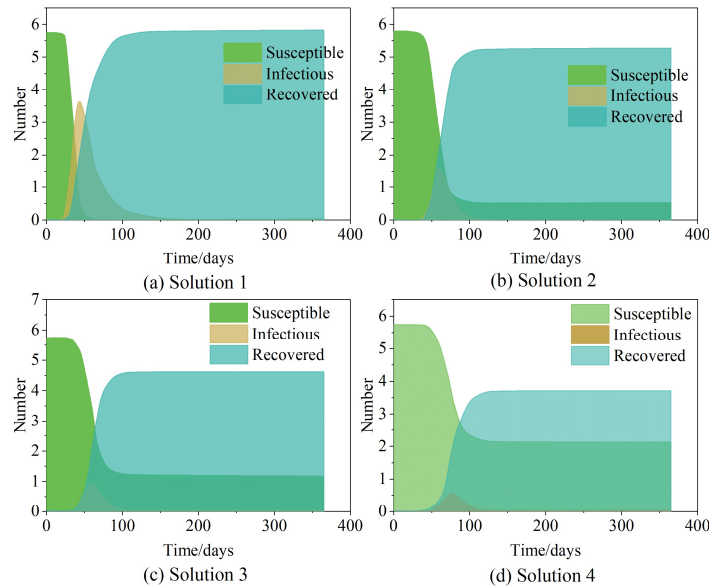 6
5
4
3
2
1
0
Number
Susceptible
Infectious
Recovered
0 100 200 300 400
Time/days
(a) Solution 1
6
5
4
3
2
1
0
Number
Susceptible
Infectious
Recovered
0 100 200 300 400
Time/days
(b) Solution 2
7
6
5
4
3
2
1
0
Number
Susceptible
Infectious
Recovered
0 100 200 300 400
Time/days
(c) Solution 3
6
5
4
3
2
1
0
Number
Susceptible
Infectious
Recovered
0 100 200 300 400
Time/days
(d) Solution 4